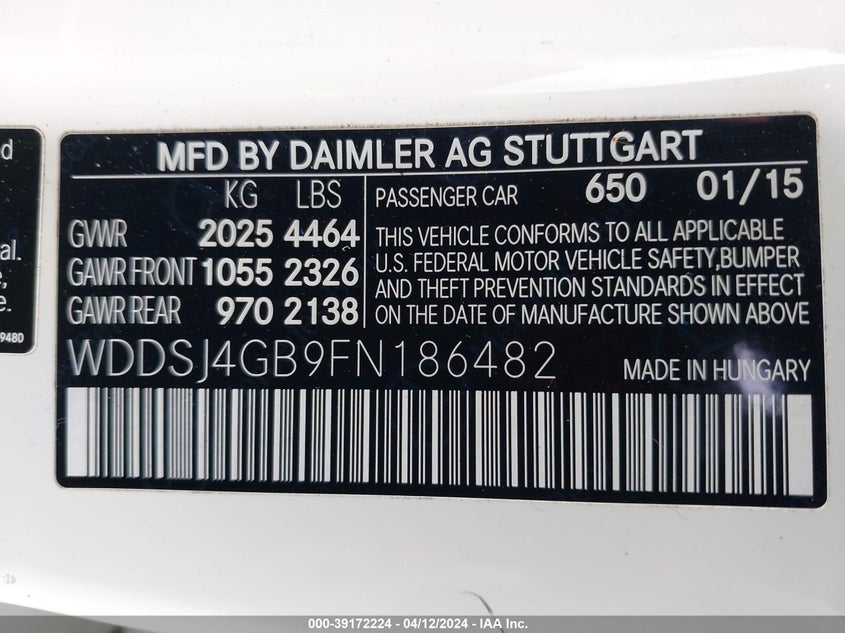 d
al.
e,
e.
9480
MFD BY DAIMLER AG STUTTGART
KG LBS
GVWR 2025 4464
GAWR FRONT 1055 2326
GAWR REAR 970 2138
PASSENGER CAR 650 01/15
THIS VEHICLE CONFORMS TO ALL APPLICABLE
U.S. FEDERAL MOTOR VEHICLE SAFETY,BUMPER
AND THEFT PREVENTION STANDARDS IN EFFECT
ON THE DATE OF MANUFACTURE SHOWN ABOVE
WDDSJ4GB9FN186482 MADE IN HUNGARY
000-39172224 - 04/12/2024 - IAA Inc.